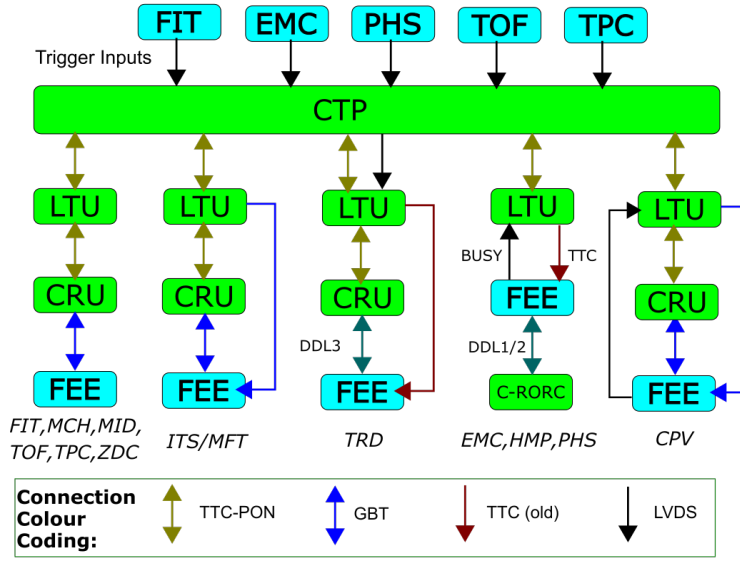 FIT EMC PHS TOF TPC
Trigger Inputs
CTP
LTU LTU LTU LTU LTU
BUSY TTC
CRU CRU CRU FEE CRU
DDL3 DDL1/2
FEE FEE FEE C-RORC FEE
FIT,MCH,MID,
TOF,TPC,ZDC
ITS/MFT
TRD
EMC,HMP,PHS
CPV
Connection
Colour
Coding:
TTC-PON
GBT
TTC (old)
LVDS